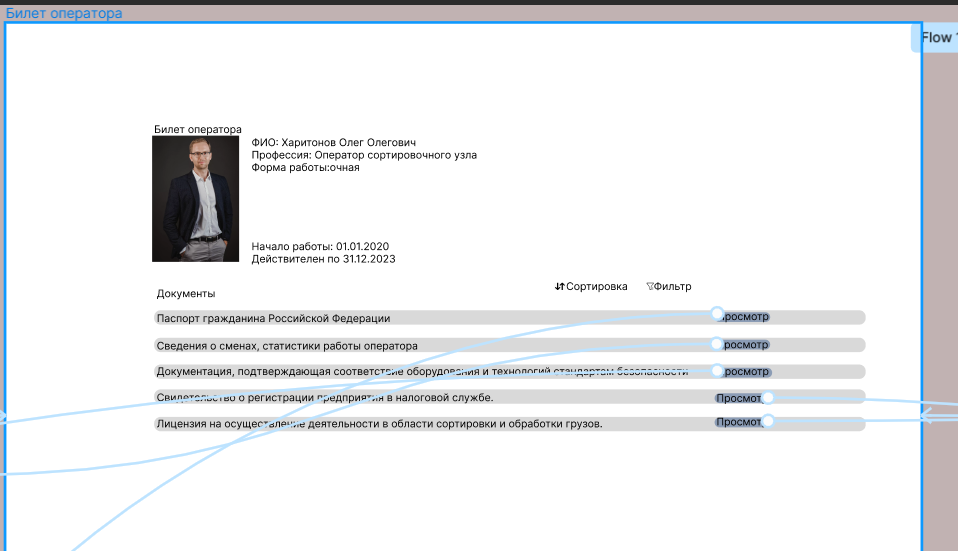 Билет оператора
Flow 1
Билет оператора
ФИО: Харитонов Олег Олегович
Профессия: Оператор сортировочного узла
Форма работы:очная
Начало работы: 01.01.2020
Действителен по 31.12.2023
Сортировка Фильтр
Документы
Паспорт гражданина Российской Федерации Просмотр
Сведения о сменах, статистики работы оператора Просмотр
Документация, подтверждающая соответствие оборудования и технологий стандартам безопасности Просмотр
Свидетельство о регистрации предприятия в налоговой службе. Просмотр
Лицензия на осуществление деятельности в области сортировки и обработки грузов. Просмотр